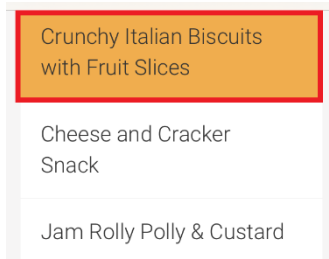 Crunchy Italian Biscuits
with Fruit Slices
Cheese and Cracker
Snack
Jam Rolly Polly & Custard